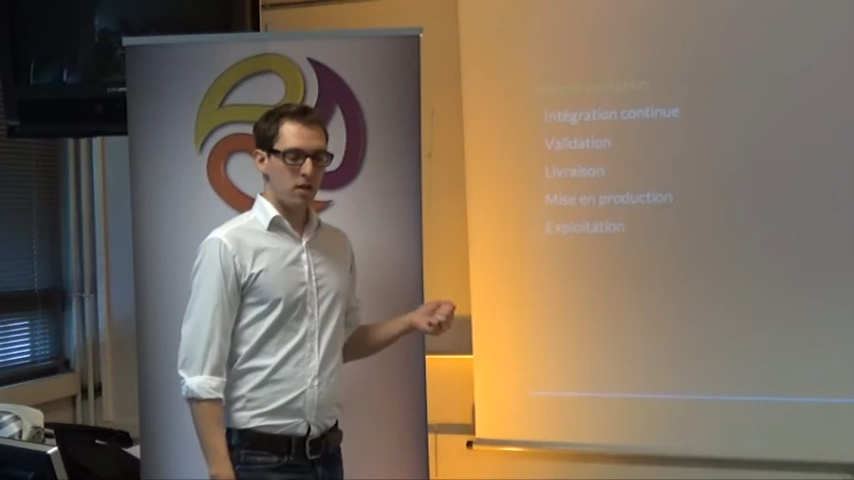 Intégration continue
Validation
Livraison
Mise en production
Exploitation